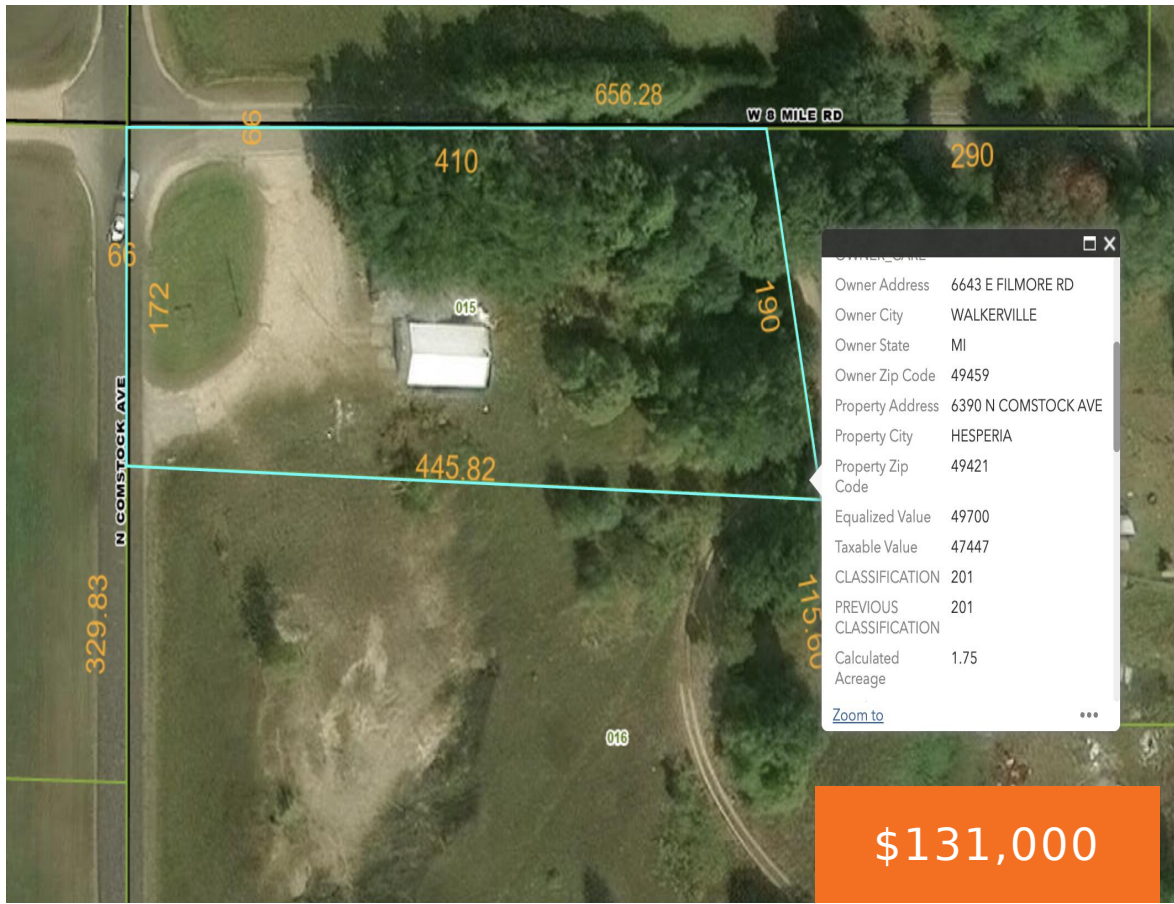 656.28
W 8 MILE RD
66
410
290
66
172
190
015
N COMSTOCK AVE
445.82
329.83
115.60
016
OWNER_CARE
Owner Address 6643 E FILMORE RD
Owner City WALKERVILLE
Owner State MI
Owner Zip Code 49459
Property Address 6390 N COMSTOCK AVE
Property City HESPERIA
Property Zip 49421
Code
Equalized Value 49700
Taxable Value 47447
CLASSIFICATION 201
PREVIOUS 201
CLASSIFICATION
Calculated 1.75
Acreage
Zoom to
$131,000